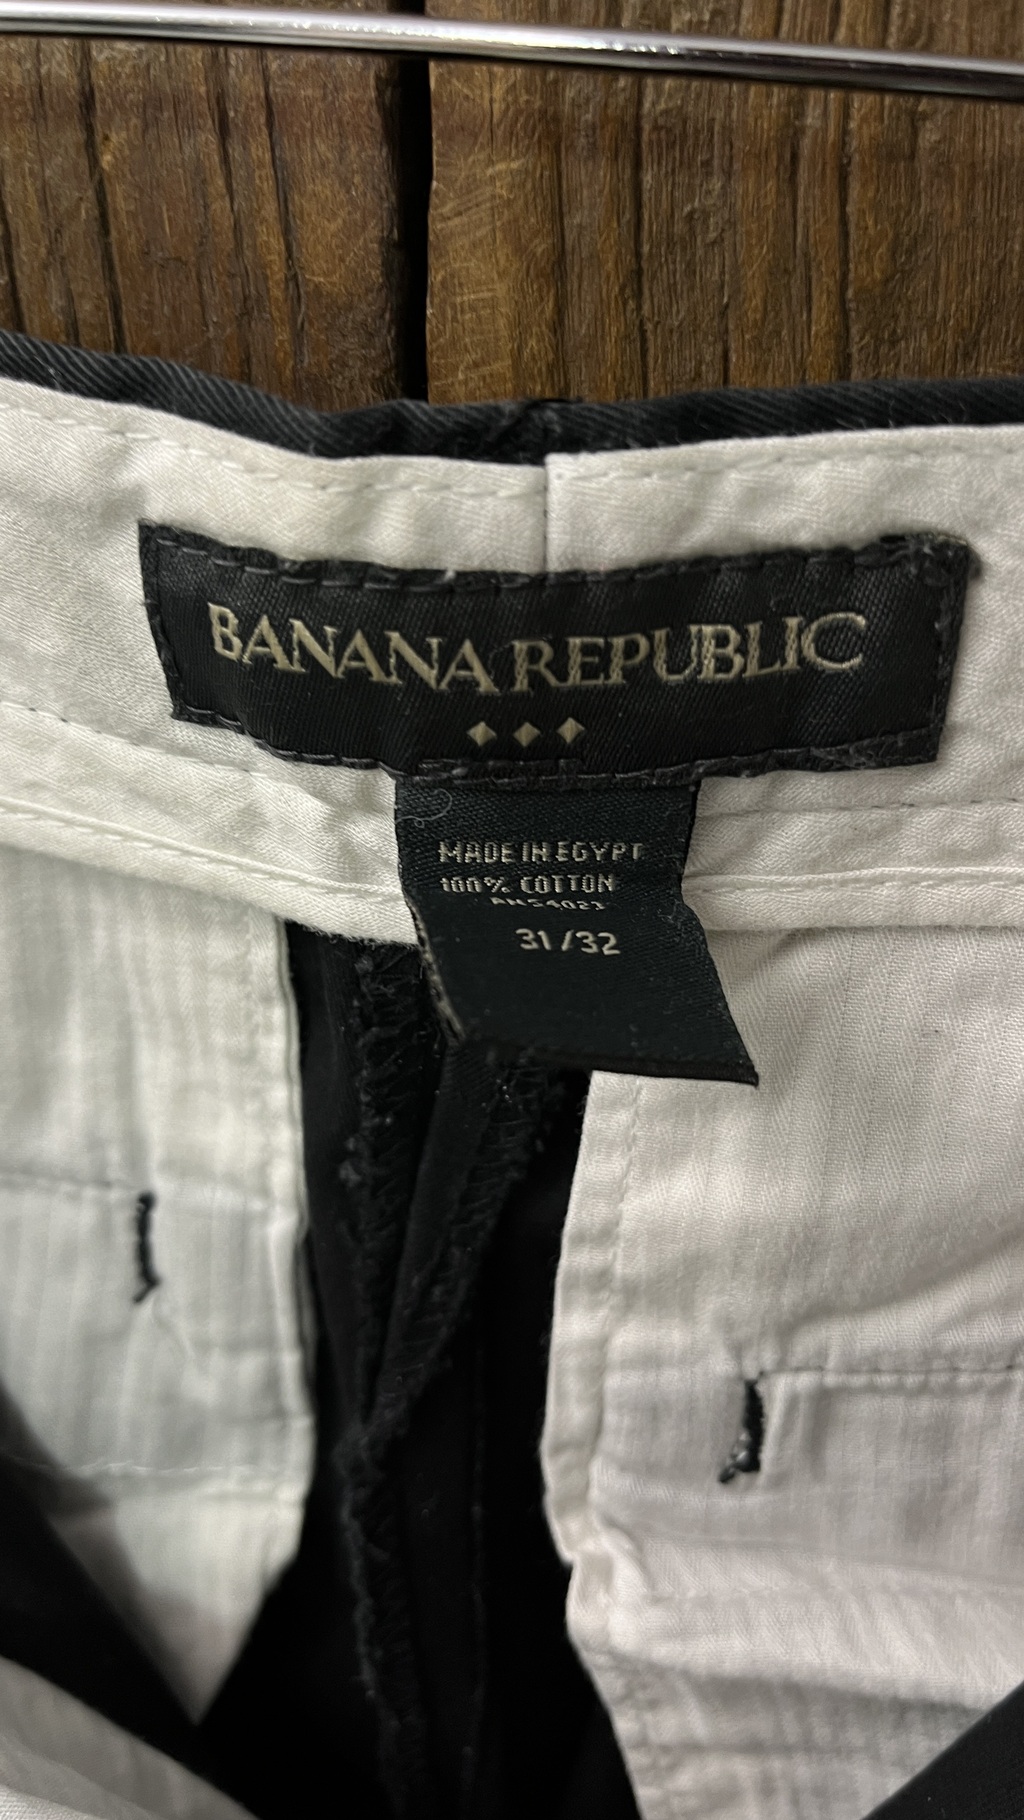 BANANA REPUBLIC
MADE IN EGYPT
100% COTTON
31/32